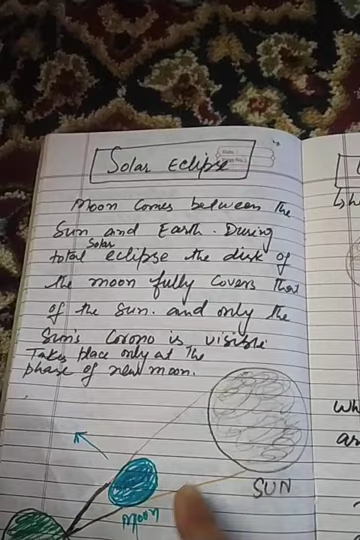 Solar Eclipse
Moon Comes between the
Sun and Earth. During
total solar eclipse the disk of
the moon fully covers that
of the Sun. and only the
Sun's Corono is visible.
Takes place only at the
phase of new moon.
SUN
Moon